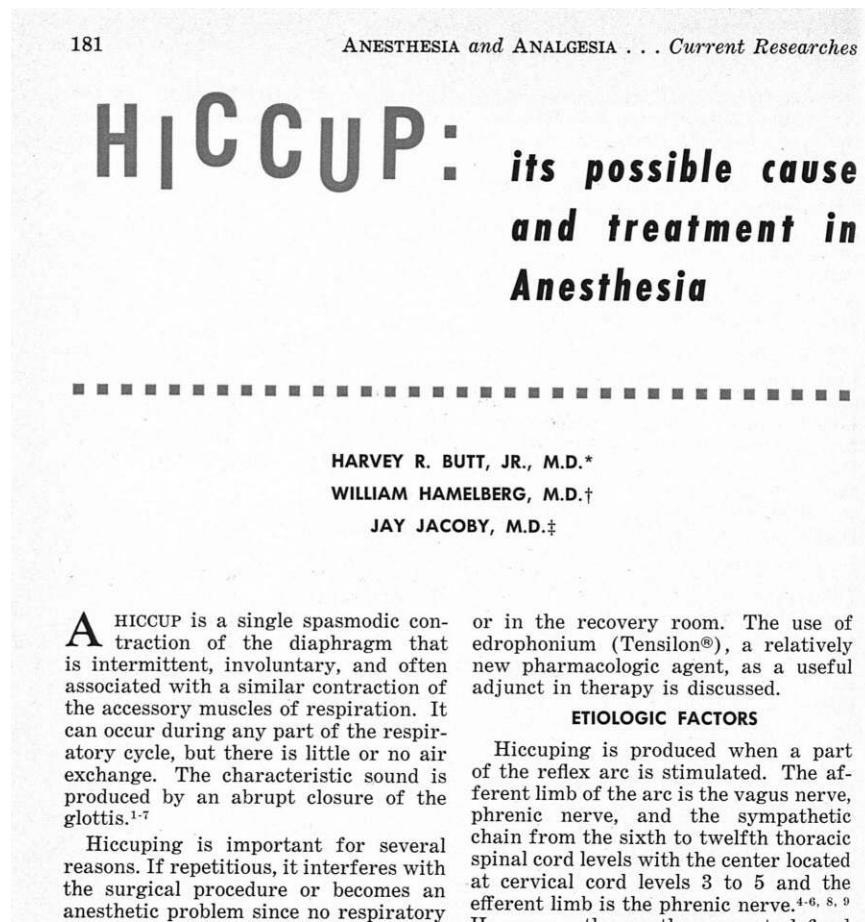 181
ANESTHESIA and ANALGESIA . . . Current Researches
HICCUP:
its possible cause
and treatment in
Anesthesia
HARVEY R. BUTT, JR., M.D.*
WILLIAM HAMELBERG, M.D.†
JAY JACOBY, M.D.‡
A HICCUP is a single spasmodic con-
traction of the diaphragm that
is intermittent, involuntary, and often
associated with a similar contraction of
the accessory muscles of respiration. It
can occur during any part of the respir-
atory cycle, but there is little or no air
exchange. The characteristic sound is
produced by an abrupt closure of the
glottis.1-7
Hiccuping is important for several
reasons. If repetitious, it interferes with
the surgical procedure or becomes an
anesthetic problem since no respiratory
or in the recovery room. The use of
edrophonium (Tensilon®), a relatively
new pharmacologic agent, as a useful
adjunct in therapy is discussed.
ETIOLOGIC FACTORS
Hiccuping is produced when a part
of the reflex arc is stimulated. The af-
ferent limb of the arc is the vagus nerve,
phrenic nerve, and the sympathetic
chain from the sixth to twelfth thoracic
spinal cord levels with the center located
at cervical cord levels 3 to 5 and the
efferent limb is the phrenic nerve.4-6, 8, 9